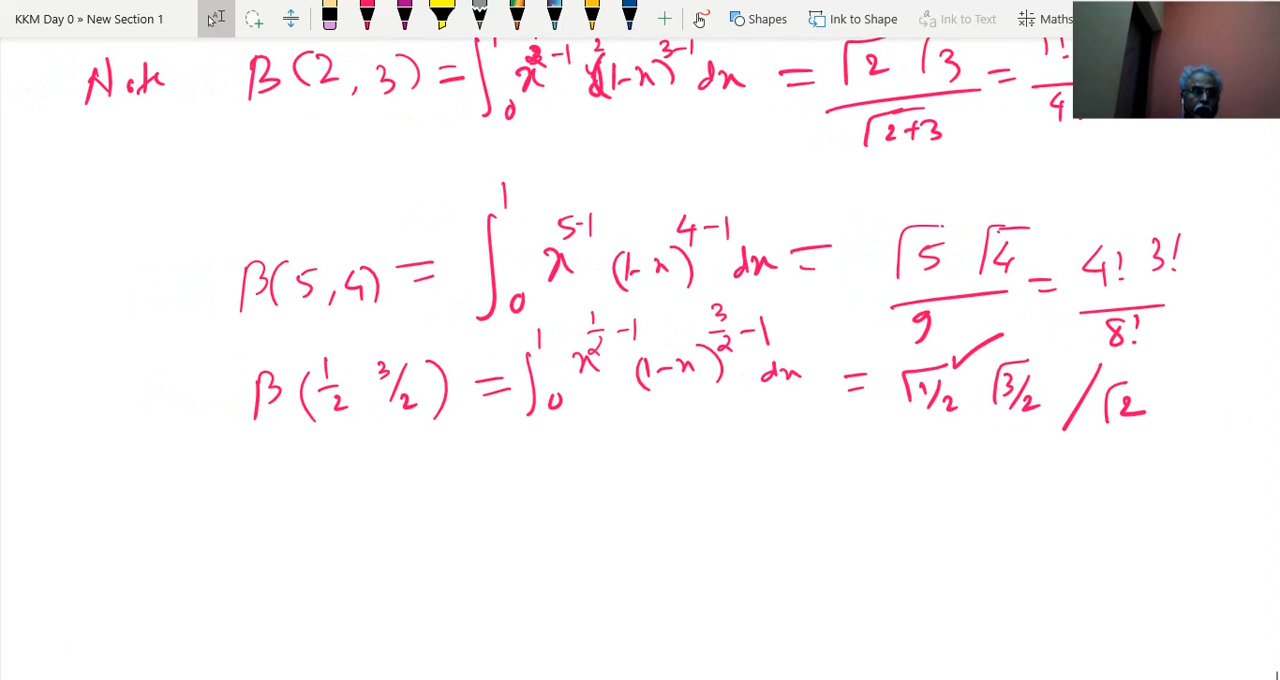 KKM Day 0 » New Section 1
Shapes Ink to Shape Ink to Text Maths
Note β(2, 3) = ∫₀¹ x^(2-1) (1-x)^(3-1) dx = Γ2 Γ3 / Γ2+3 = 1! / 4
β(5, 4) = ∫₀¹ x^(5-1) (1-x)^(4-1) dx = Γ5 Γ4 / 9 = 4! 3! / 8!
β(1/2 3/2) = ∫₀¹ x^(1/2-1) (1-x)^(3/2-1) dx = Γ1/2 Γ3/2 / Γ2